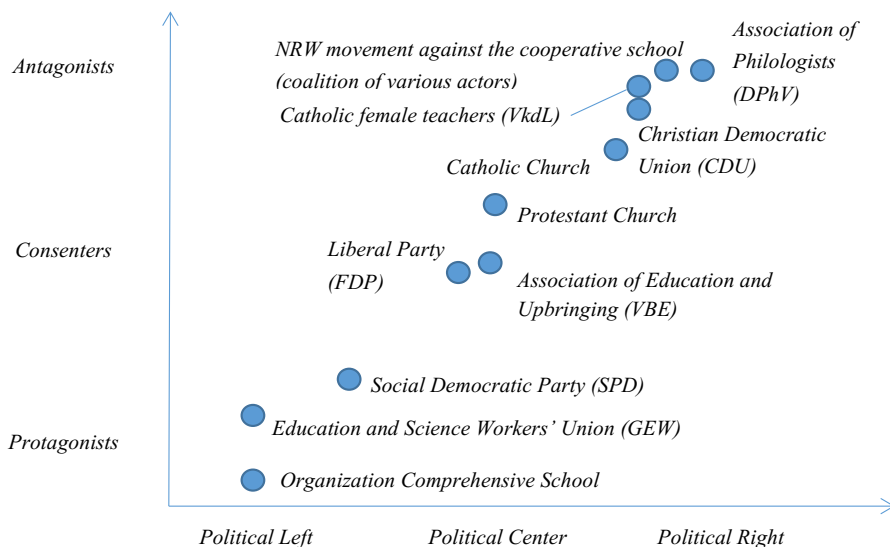 Association of
Philologists
(DPhV)
NRW movement against the cooperative school
(coalition of various actors)
Antagonists
Catholic female teachers (VkdL)
Christian Democratic
Union (CDU)
Catholic Church
Protestant Church
Consenters
Liberal Party
(FDP)
Association of Education and
Upbringing (VBE)
Social Democratic Party (SPD)
Education and Science Workers’ Union (GEW)
Protagonists
Organization Comprehensive School
Political Left
Political Center
Political Right